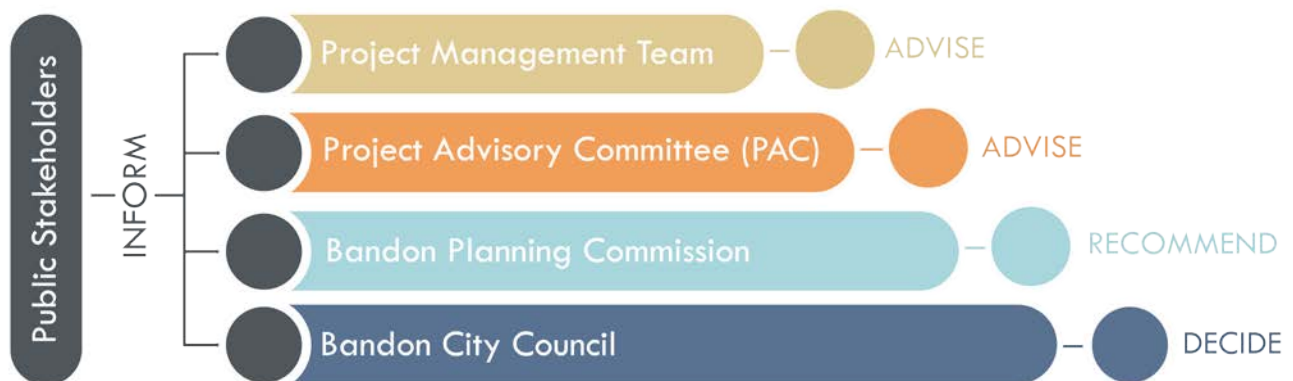 Public Stakeholders
INFORM
Project Management Team
ADVISE
Project Advisory Committee (PAC)
ADVISE
Bandon Planning Commission
RECOMMEND
Bandon City Council
DECIDE